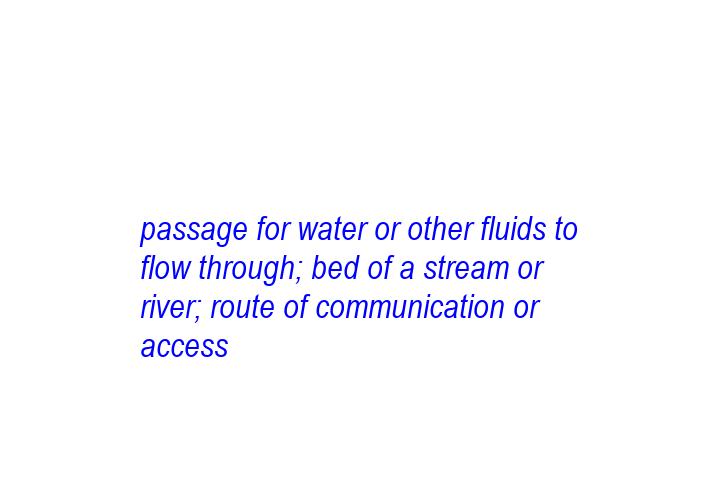 passage for water or other fluids to
flow through; bed of a stream or
river; route of communication or
access